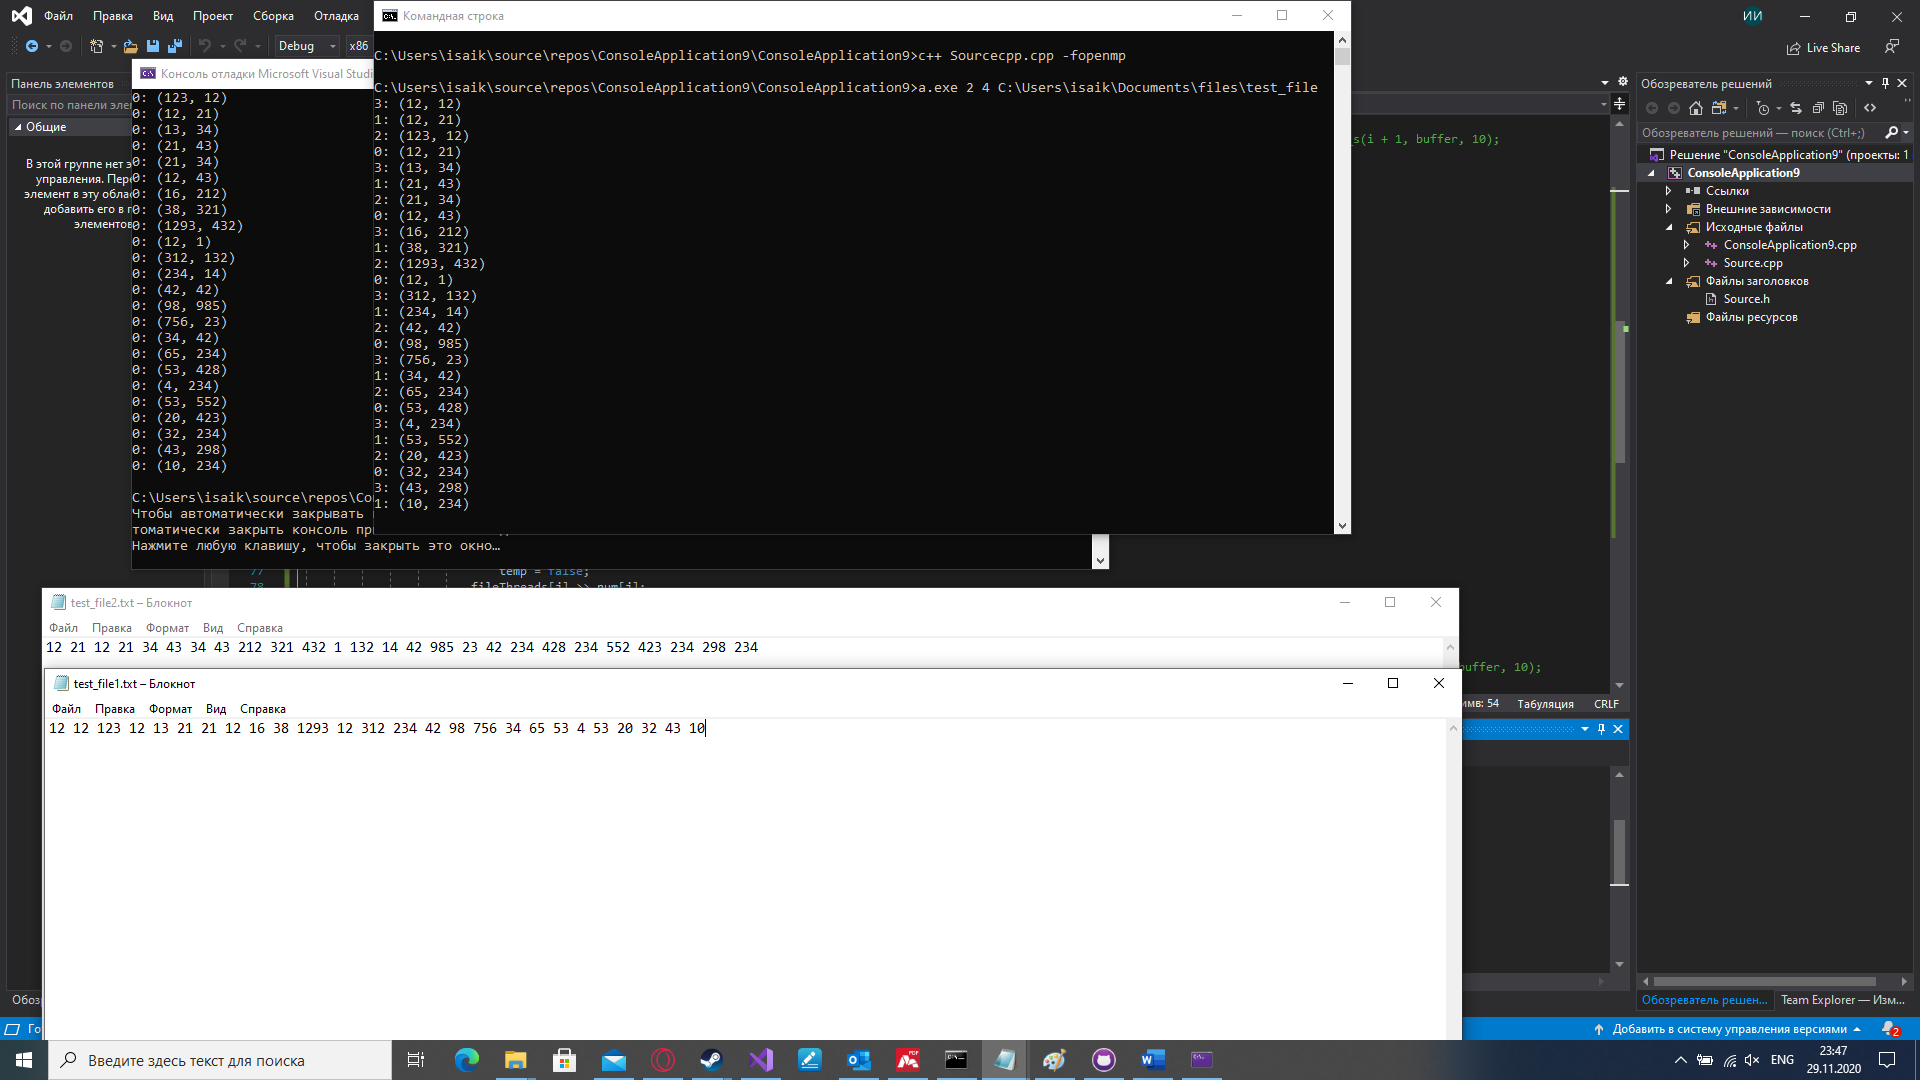 Файл Правка Вид Проект Сборка Отладка
Командная строка
ИИ
Debug x86
Live Share
C:\Users\isaik\source\repos\ConsoleApplication9\ConsoleApplication9>c++ Sourcecpp.cpp -fopenmp
C:\Users\isaik\source\repos\ConsoleApplication9\ConsoleApplication9>a.exe 2 4 C:\Users\isaik\Documents\files\test_file
3: (12, 12)
1: (12, 21)
2: (123, 12)
0: (12, 21)
3: (13, 34)
1: (21, 43)
2: (21, 34)
0: (12, 43)
3: (16, 212)
1: (38, 321)
2: (1293, 432)
0: (12, 1)
3: (312, 132)
1: (234, 14)
2: (42, 42)
0: (98, 985)
3: (756, 23)
1: (34, 42)
2: (65, 234)
0: (53, 428)
3: (4, 234)
1: (53, 552)
2: (20, 423)
0: (32, 234)
3: (43, 298)
1: (10, 234)
Панель элементов
Поиск по панели эле
Общие
В этой группе нет э
управления. Пере
элемент в эту облас
добавить его в г
элементов
Консоль отладки Microsoft Visual Studi
0: (123, 12)
0: (12, 21)
0: (13, 34)
0: (21, 43)
0: (21, 34)
0: (12, 43)
0: (16, 212)
0: (38, 321)
0: (1293, 432)
0: (12, 1)
0: (312, 132)
0: (234, 14)
0: (42, 42)
0: (98, 985)
0: (756, 23)
0: (34, 42)
0: (65, 234)
0: (53, 428)
0: (4, 234)
0: (53, 552)
0: (20, 423)
0: (32, 234)
0: (43, 298)
0: (10, 234)
C:\Users\isaik\source\repos\Co
Чтобы автоматически закрывать
томатически закрыть консоль пр
Нажмите любую клавишу, чтобы закрыть это окно…
s(i + 1, buffer, 10);
77 temp = false;
78 fileThreads[j] >> num[j];
test_file2.txt – Блокнот
Файл Правка Формат Вид Справка
12 21 12 21 34 43 34 43 212 321 432 1 132 14 42 985 23 42 234 428 234 552 423 234 298 234
uffer, 10);
test_file1.txt – Блокнот
Файл Правка Формат Вид Справка
12 12 123 12 13 21 21 12 16 38 1293 12 312 234 42 98 756 34 65 53 4 53 20 32 43 10
имв: 54 Табуляция CRLF
Обозреватель решений
Обозреватель решений — поиск (Ctrl+;)
Решение "ConsoleApplication9" (проекты: 1
ConsoleApplication9
Ссылки
Внешние зависимости
Исходные файлы
ConsoleApplication9.cpp
Source.cpp
Файлы заголовков
Source.h
Файлы ресурсов
Обоз
Обозреватель решен... Team Explorer — Изм...
Го
Добавить в систему управления версиями
2
Введите здесь текст для поиска
ENG
23:47
29.11.2020